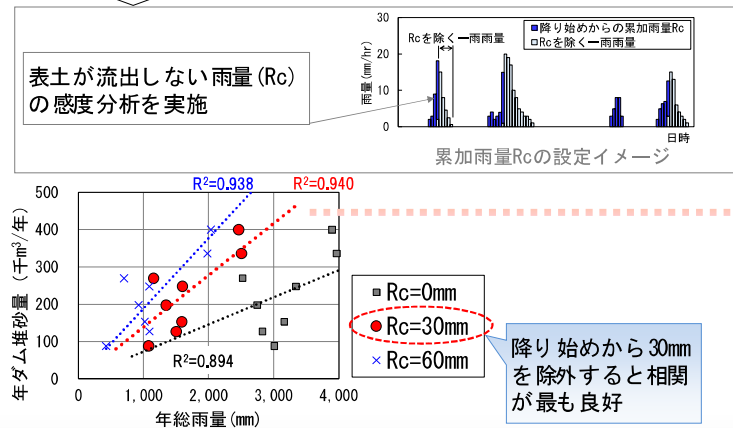 表土が流出しない雨量(Rc)
の感度分析を実施
Rcを除く一雨雨量
降り始めからの累加雨量Rc
Rcを除く一雨雨量
雨量(mm/hr)
30
20
10
0
日時
累加雨量Rcの設定イメージ
R²=0.938
R²=0.940
R²=0.894
年ダム堆砂量 (千m³/年)
500
400
300
200
100
0
0
1,000
2,000
3,000
4,000
年総雨量(mm)
Rc=0mm
Rc=30mm
Rc=60mm
降り始めから30mm
を除外すると相関
が最も良好